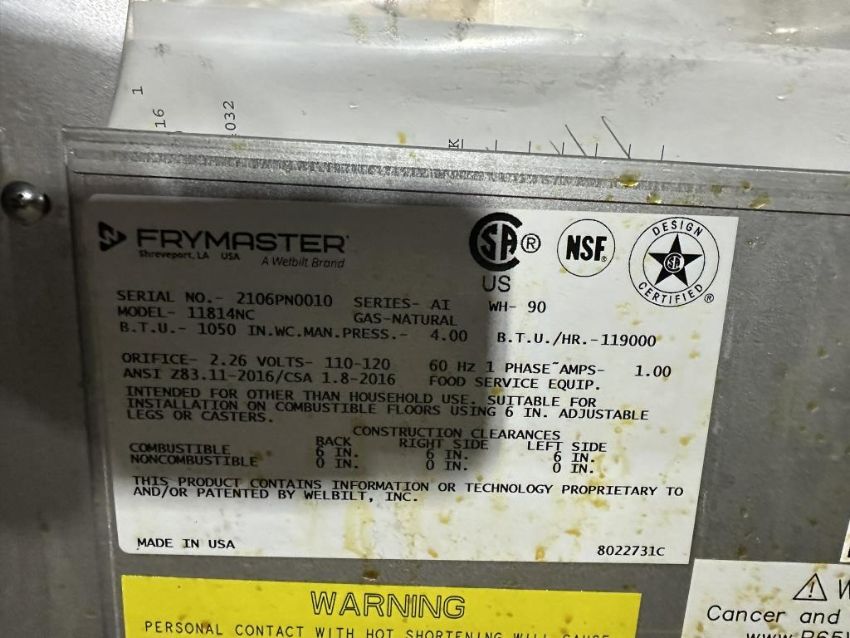 1
16
032
K
FRYMASTER
Shreveport, LA USA A Welbilt Brand
SA ® US
NSF®
DESIGN CERTIFIED ®
SERIAL NO.- 2106PN0010 SERIES- AI WH- 90
MODEL- 11814NC GAS-NATURAL
B.T.U.- 1050 IN.WC.MAN.PRESS.- 4.00 B.T.U./HR.-119000
ORIFICE- 2.26 VOLTS- 110-120 60 HZ 1 PHASE~AMPS- 1.00
ANSI Z83.11-2016/CSA 1.8-2016 FOOD SERVICE EQUIP.
INTENDED FOR OTHER THAN HOUSEHOLD USE. SUITABLE FOR
INSTALLATION ON COMBUSTIBLE FLOORS USING 6 IN. ADJUSTABLE
LEGS OR CASTERS.
CONSTRUCTION CLEARANCES
BACK RIGHT SIDE LEFT SIDE
COMBUSTIBLE 6 IN. 6 IN. 6 IN.
NONCOMBUSTIBLE 0 IN. 0 IN. 0 IN.
THIS PRODUCT CONTAINS INFORMATION OR TECHNOLOGY PROPRIETARY TO
AND/OR PATENTED BY WELBILT, INC.
MADE IN USA 8022731C
WARNING
PERSONAL CONTACT WITH HOT SHORTENING WILL CAUSE
W
Cancer and
www.P65